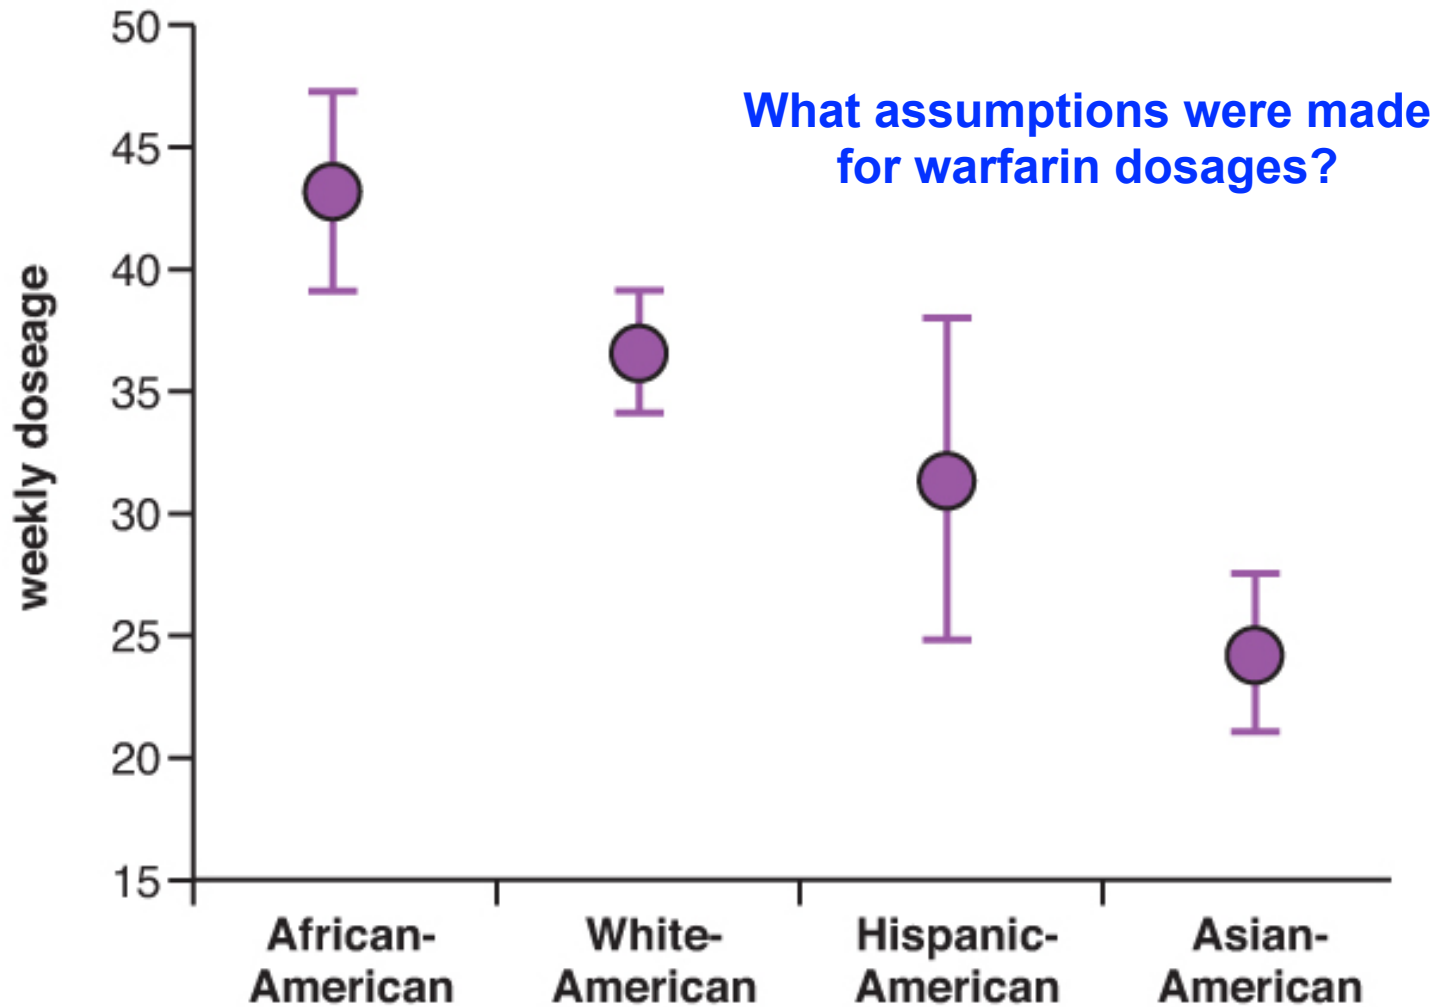 50
45
40
35
30
25
20
15
weekly doseage
What assumptions were made
for warfarin dosages?
African-
American
White-
American
Hispanic-
American
Asian-
American